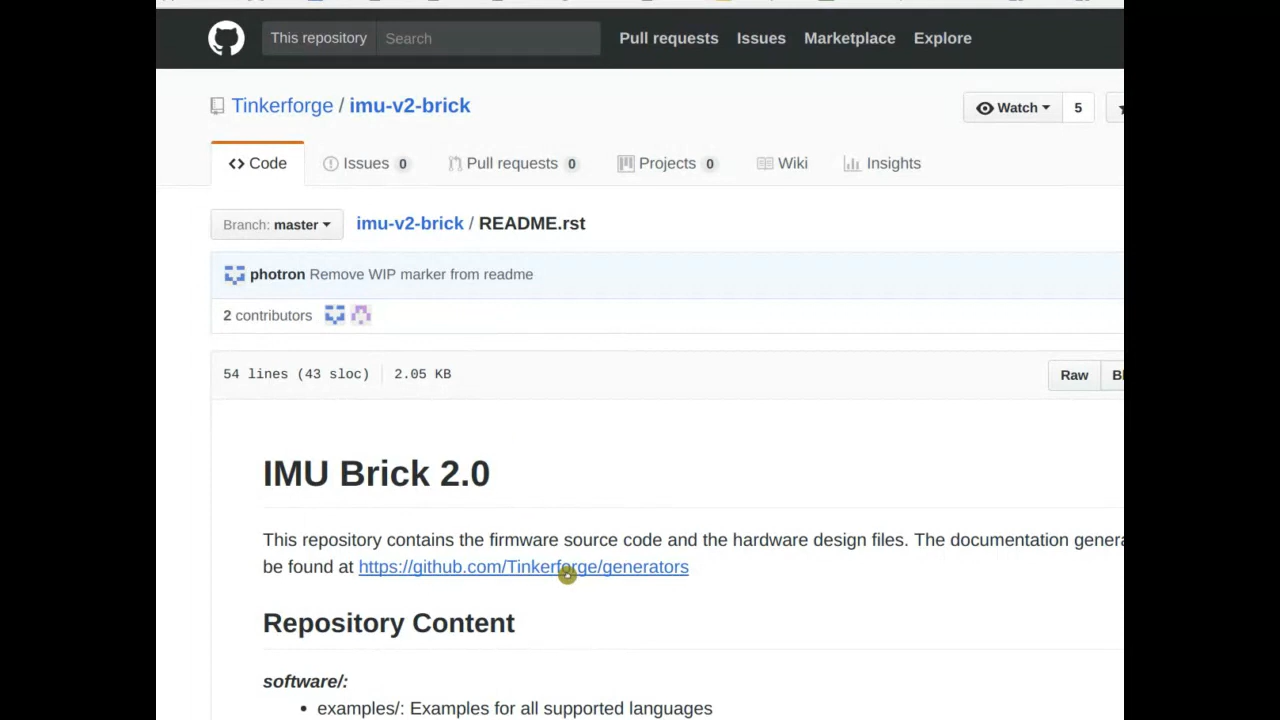 This repository Search Pull requests Issues Marketplace Explore
Tinkerforge / imu-v2-brick Watch 5
Code Issues 0 Pull requests 0 Projects 0 Wiki Insights
Branch: master imu-v2-brick / README.rst
photron Remove WIP marker from readme
2 contributors
54 lines (43 sloc) 2.05 KB Raw
IMU Brick 2.0
This repository contains the firmware source code and the hardware design files. The documentation genera
be found at https://github.com/Tinkerforge/generators
Repository Content
software/:
• examples/: Examples for all supported languages